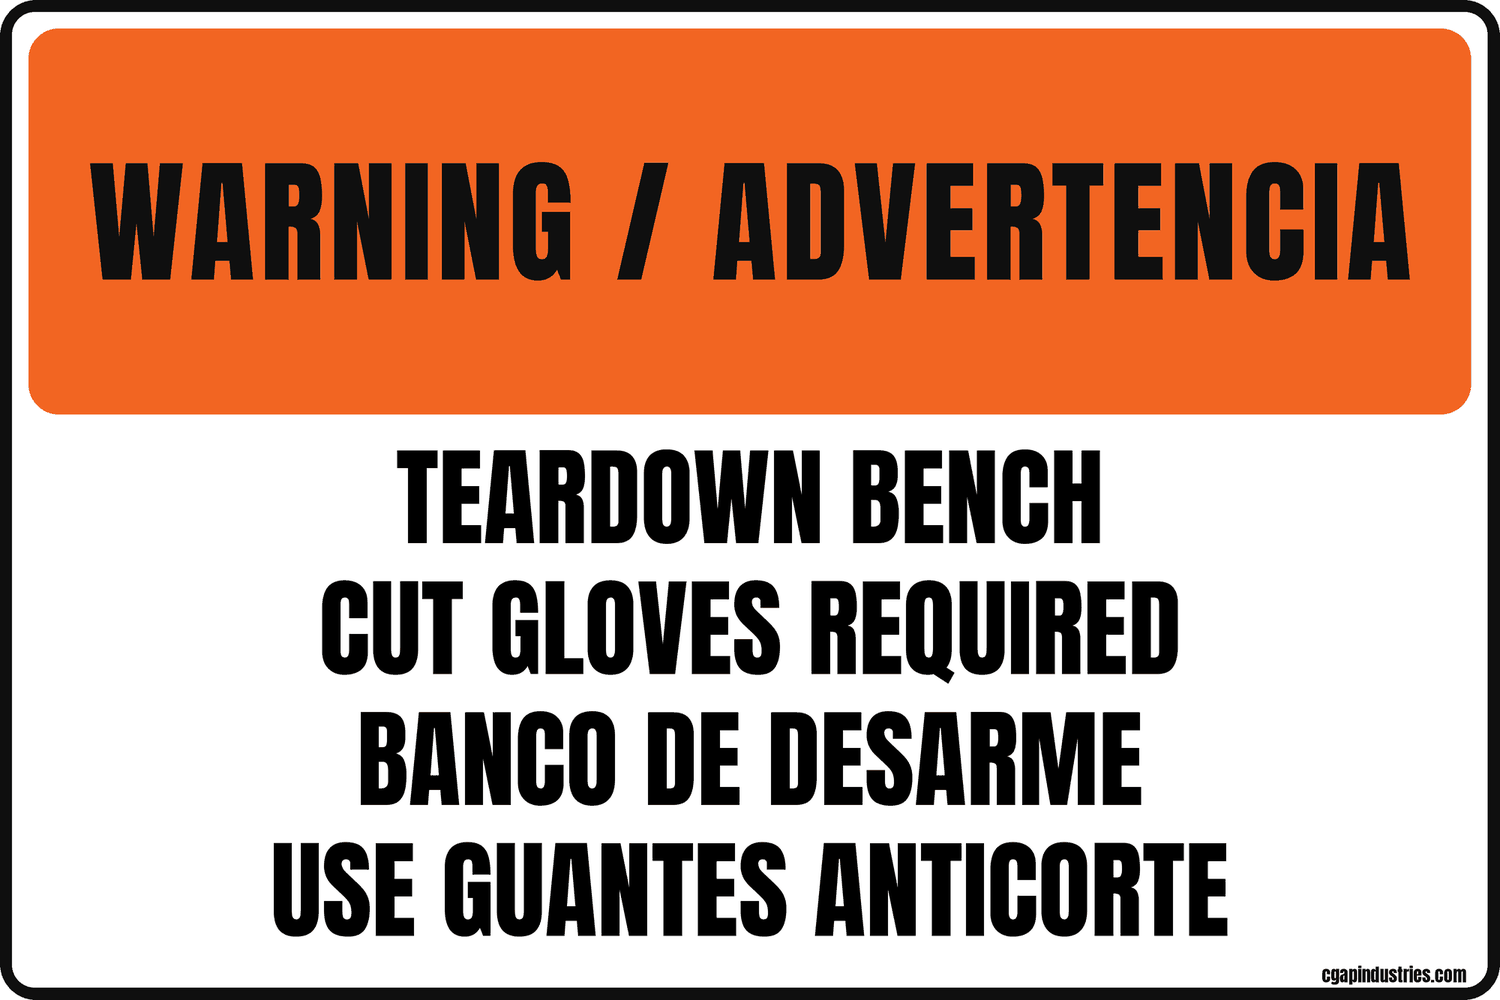 WARNING / ADVERTENCIA
TEARDOWN BENCH
CUT GLOVES REQUIRED
BANCO DE DESARME
USE GUANTES ANTICORTE
cgapindustries.com